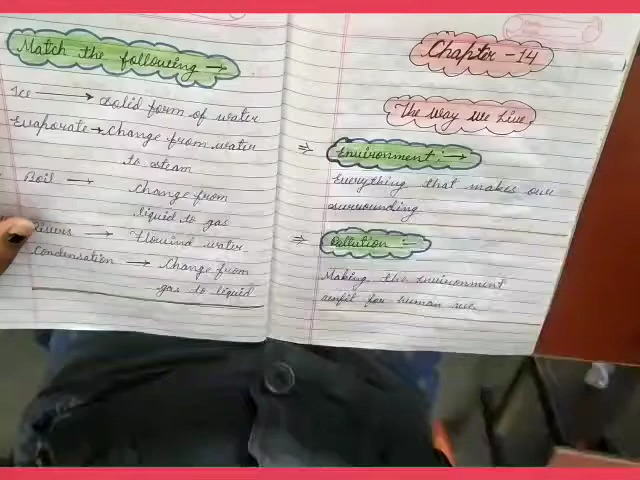 Match the following →
Ice → solid form of water
Evaporate → Change from water
to steam
Boil → change from
liquid to gas
Rivers → Flowind water
Condensation → Change from
gas to liquid
Chapter - 14
The way we Live
⇒ Environment :→
Everything that makes our
surrounding
⇒ Pollution :-
Making the environment
unfit for human use